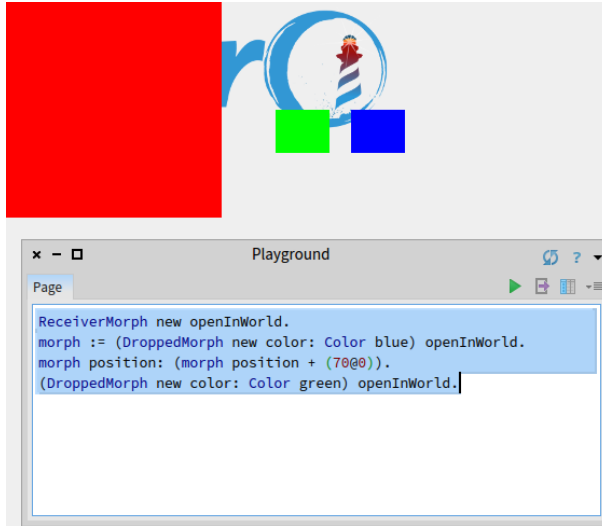 r
Playground
?
Page
ReceiverMorph new openInWorld.
morph := (DroppedMorph new color: Color blue) openInWorld.
morph position: (morph position + (70@0)).
(DroppedMorph new color: Color green) openInWorld.